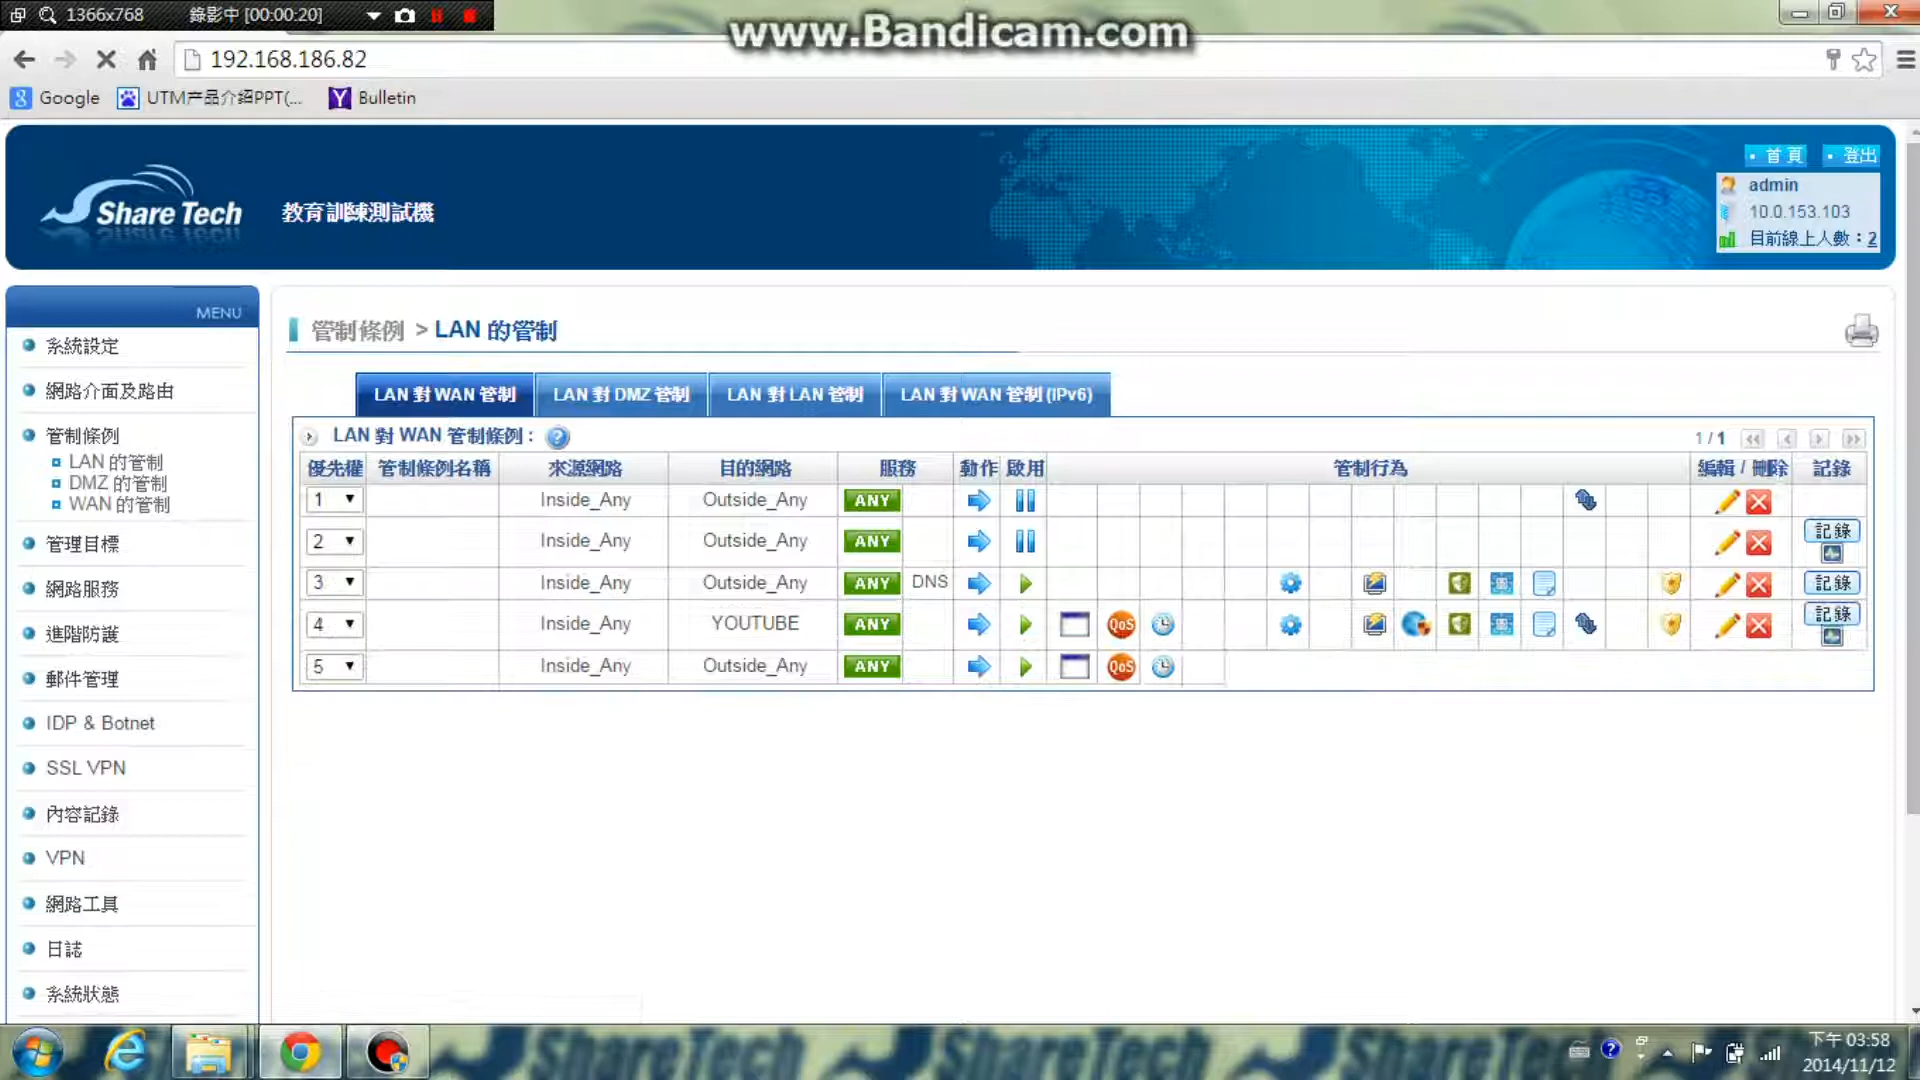 1366x768 錄影中 [00:00:20]
www.Bandicam.com
192.168.186.82
Google UTM产品介绍PPT(... Bulletin
首頁 登出
ShareTech 教育訓練測試機
admin
10.0.153.103
目前線上人數：2
MENU
系統設定
網路介面及路由
管制條例
LAN 的管制
DMZ 的管制
WAN 的管制
管理目標
網路服務
進階防護
郵件管理
IDP & Botnet
SSL VPN
內容記錄
VPN
網路工具
日誌
系統狀態
管制條例 > LAN 的管制
LAN 對 WAN 管制 LAN 對 DMZ 管制 LAN 對 LAN 管制 LAN 對 WAN 管制 (IPv6)
LAN 對 WAN 管制條例： 1 / 1
優先權 管制條例名稱 來源網路 目的網路 服務 動作 啟用 管制行為 編輯 / 刪除 記錄
1 Inside_Any Outside_Any ANY
2 Inside_Any Outside_Any ANY 記錄
3 Inside_Any Outside_Any ANY DNS 記錄
4 Inside_Any YOUTUBE ANY QoS 記錄
5 Inside_Any Outside_Any ANY QoS
ShareTech ShareTech ShareTech
下午 03:58
2014/11/12